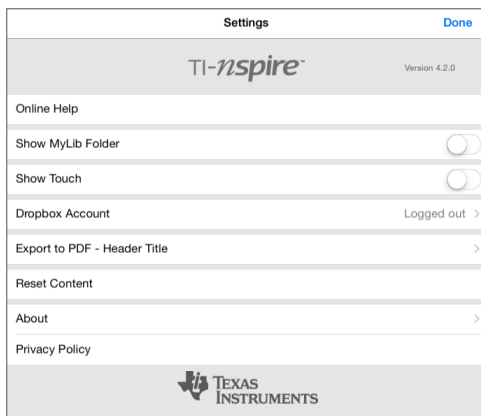 Settings
Done
TI-nspire™
Version 4.2.0
Online Help
Show MyLib Folder
Show Touch
Dropbox Account
Logged out >
Export to PDF - Header Title
>
Reset Content
About
>
Privacy Policy
TEXAS
INSTRUMENTS